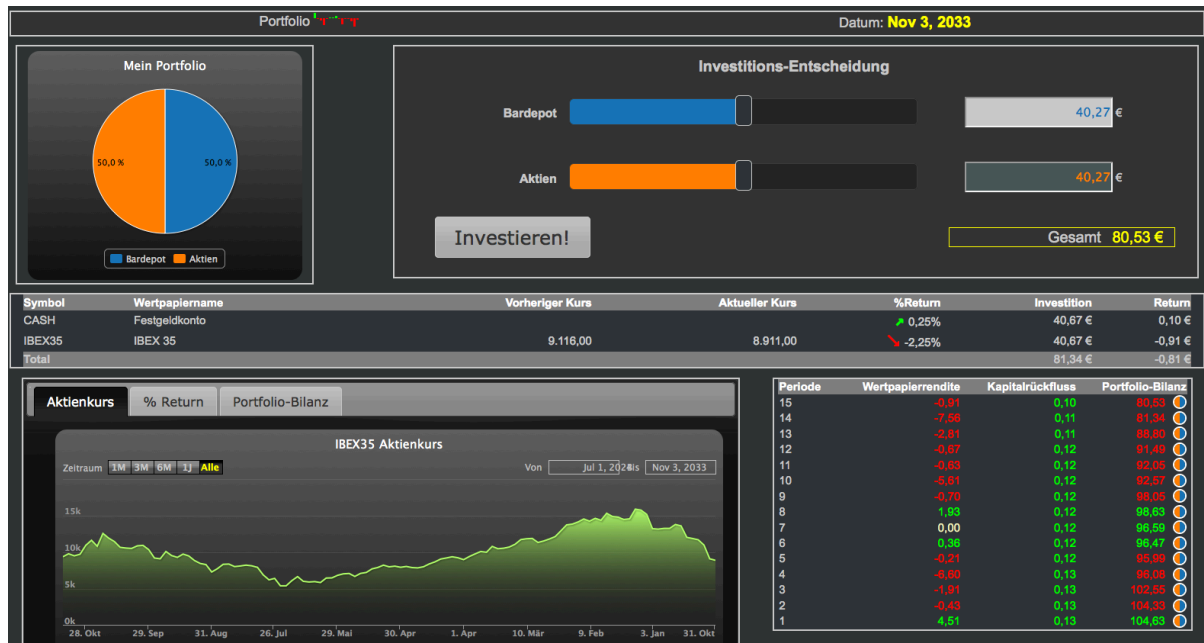 Portfolio
Datum: Nov 3, 2033
Mein Portfolio
50,0 %
50,0 %
Bardepot
Aktien
Investitions-Entscheidung
Bardepot
40,27 €
Aktien
40,27 €
Investieren!
Gesamt 80,53 €
Symbol Wertpapiername Vorheriger Kurs Aktueller Kurs %Return Investition Return
CASH Festgeldkonto 0,25% 40,67 € 0,10 €
IBEX35 IBEX 35 9.116,00 8.911,00 -2,25% 40,67 € -0,91 €
Total 81,34 € -0,81 €
Aktienkurs % Return Portfolio-Bilanz
IBEX35 Aktienkurs
Zeitraum 1M 3M 6M 1J Alle Von Jul 1, Bis Nov 3, 2033
15k
10k
5k
0k
28. Okt 29. Sep 31. Aug 26. Jul 29. Mai 30. Apr 1. Apr 10. Mär 9. Feb 3. Jan 31. Okt
Periode Wertpapierrendite Kapitalrückfluss Portfolio-Bilanz
15 -0,91 0,10 80,53
14 -7,56 0,11 81,34
13 -2,81 0,11 88,80
12 -0,67 0,12 91,49
11 -0,63 0,12 92,05
10 -5,61 0,12 92,57
9 -0,70 0,12 98,05
8 1,93 0,12 98,63
7 0,00 0,12 96,59
6 0,36 0,12 96,47
5 -0,21 0,12 95,99
4 -6,60 0,13 96,08
3 -1,91 0,13 102,55
2 -0,43 0,13 104,33
1 4,51 0,13 104,63